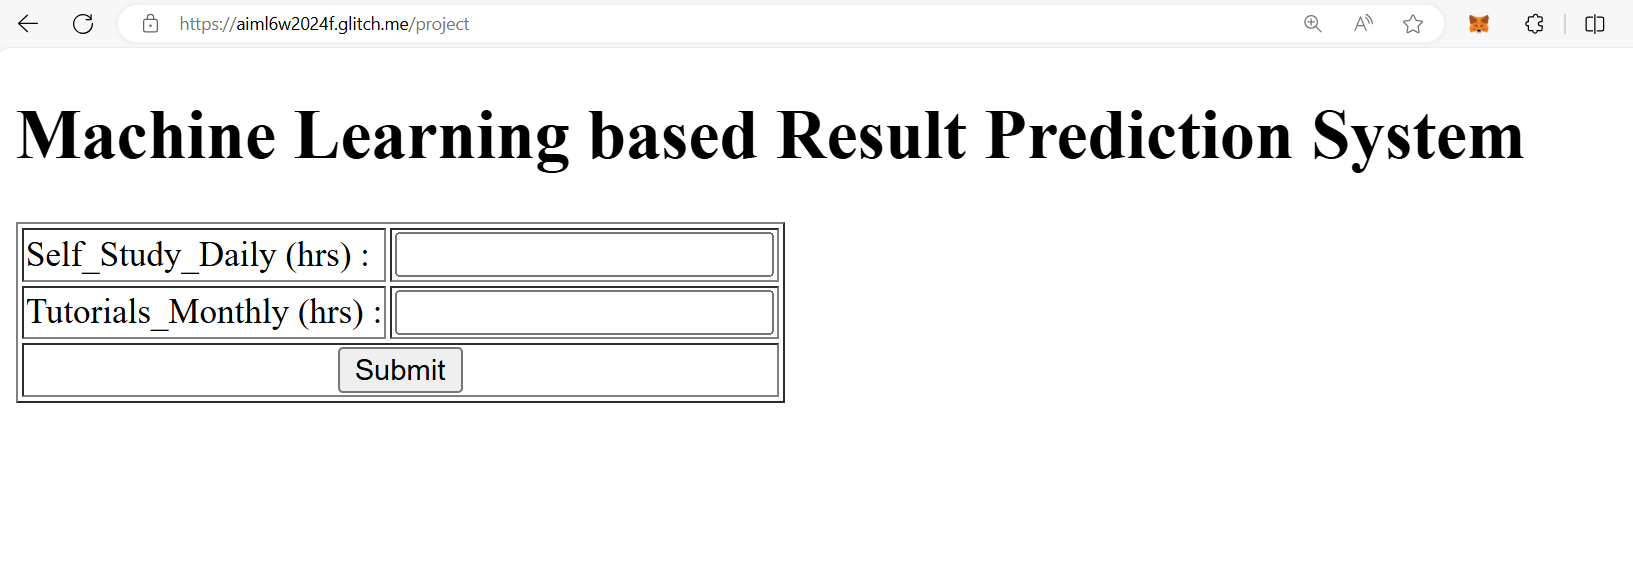 https://aiml6w2024f.glitch.me/project
Machine Learning based Result Prediction System
Self_Study_Daily (hrs) :
Tutorials_Monthly (hrs) :
Submit